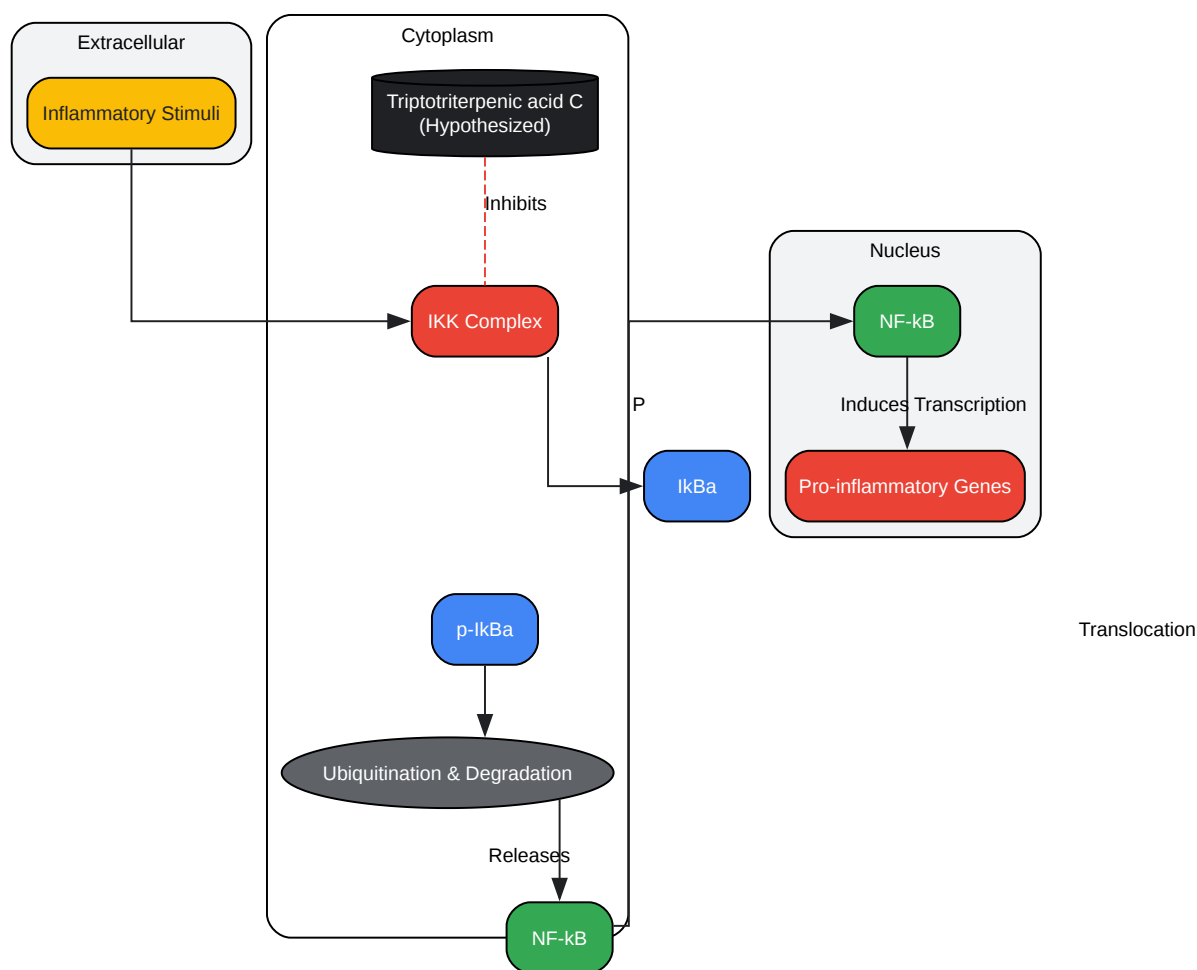 Extracellular
Inflammatory Stimuli
Cytoplasm
Triptotriterpenic acid C
(Hypothesized)
Inhibits
IKK Complex
P
IkBa
p-IkBa
Ubiquitination & Degradation
Releases
NF-kB
Nucleus
NF-kB
Induces Transcription
Pro-inflammatory Genes
Translocation